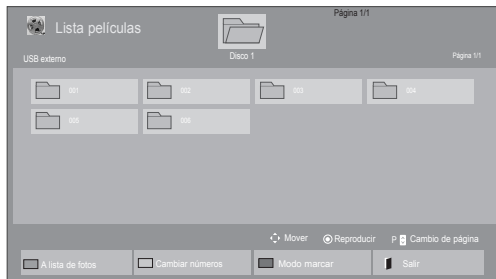 Página 1/1
Lista películas
Disco 1
USB externo
Página 1/1
001 002 003 004
005 006
Mover Reproducir P Cambio de página
A lista de fotos Cambiar números Modo marcar Salir